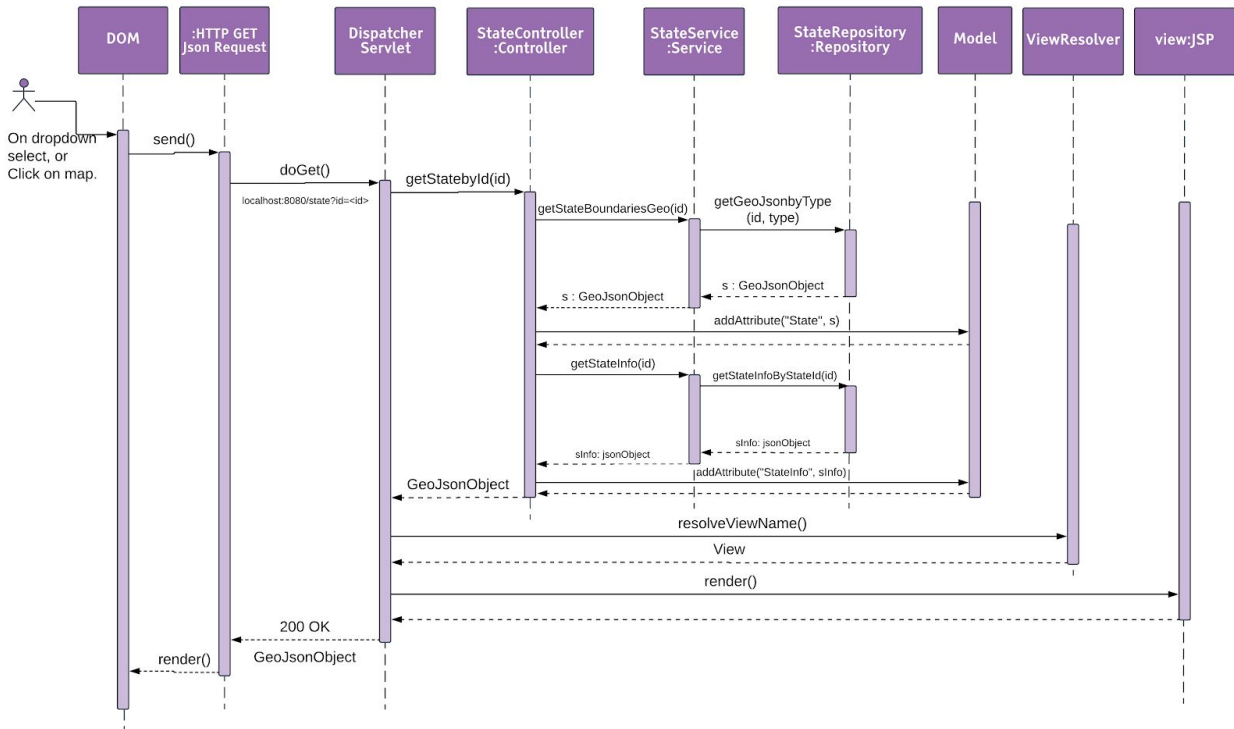 DOM
:HTTP GET
Json Request
Dispatcher
Servlet
StateController
:Controller
StateService
:Service
StateRepository
:Repository
Model
ViewResolver
view:JSP
On dropdown
select, or
Click on map.
send()
doGet()
localhost:8080/state?id=<id>
getStatebyId(id)
getStateBoundariesGeo(id)
getGeoJsonbyType
(id, type)
s : GeoJsonObject
s : GeoJsonObject
addAttribute("State", s)
getStateInfo(id)
getStateInfoByStateId(id)
sInfo: jsonObject
sInfo: jsonObject
addAttribute("StateInfo", sInfo)
GeoJsonObject
resolveViewName()
View
render()
200 OK
GeoJsonObject
render()